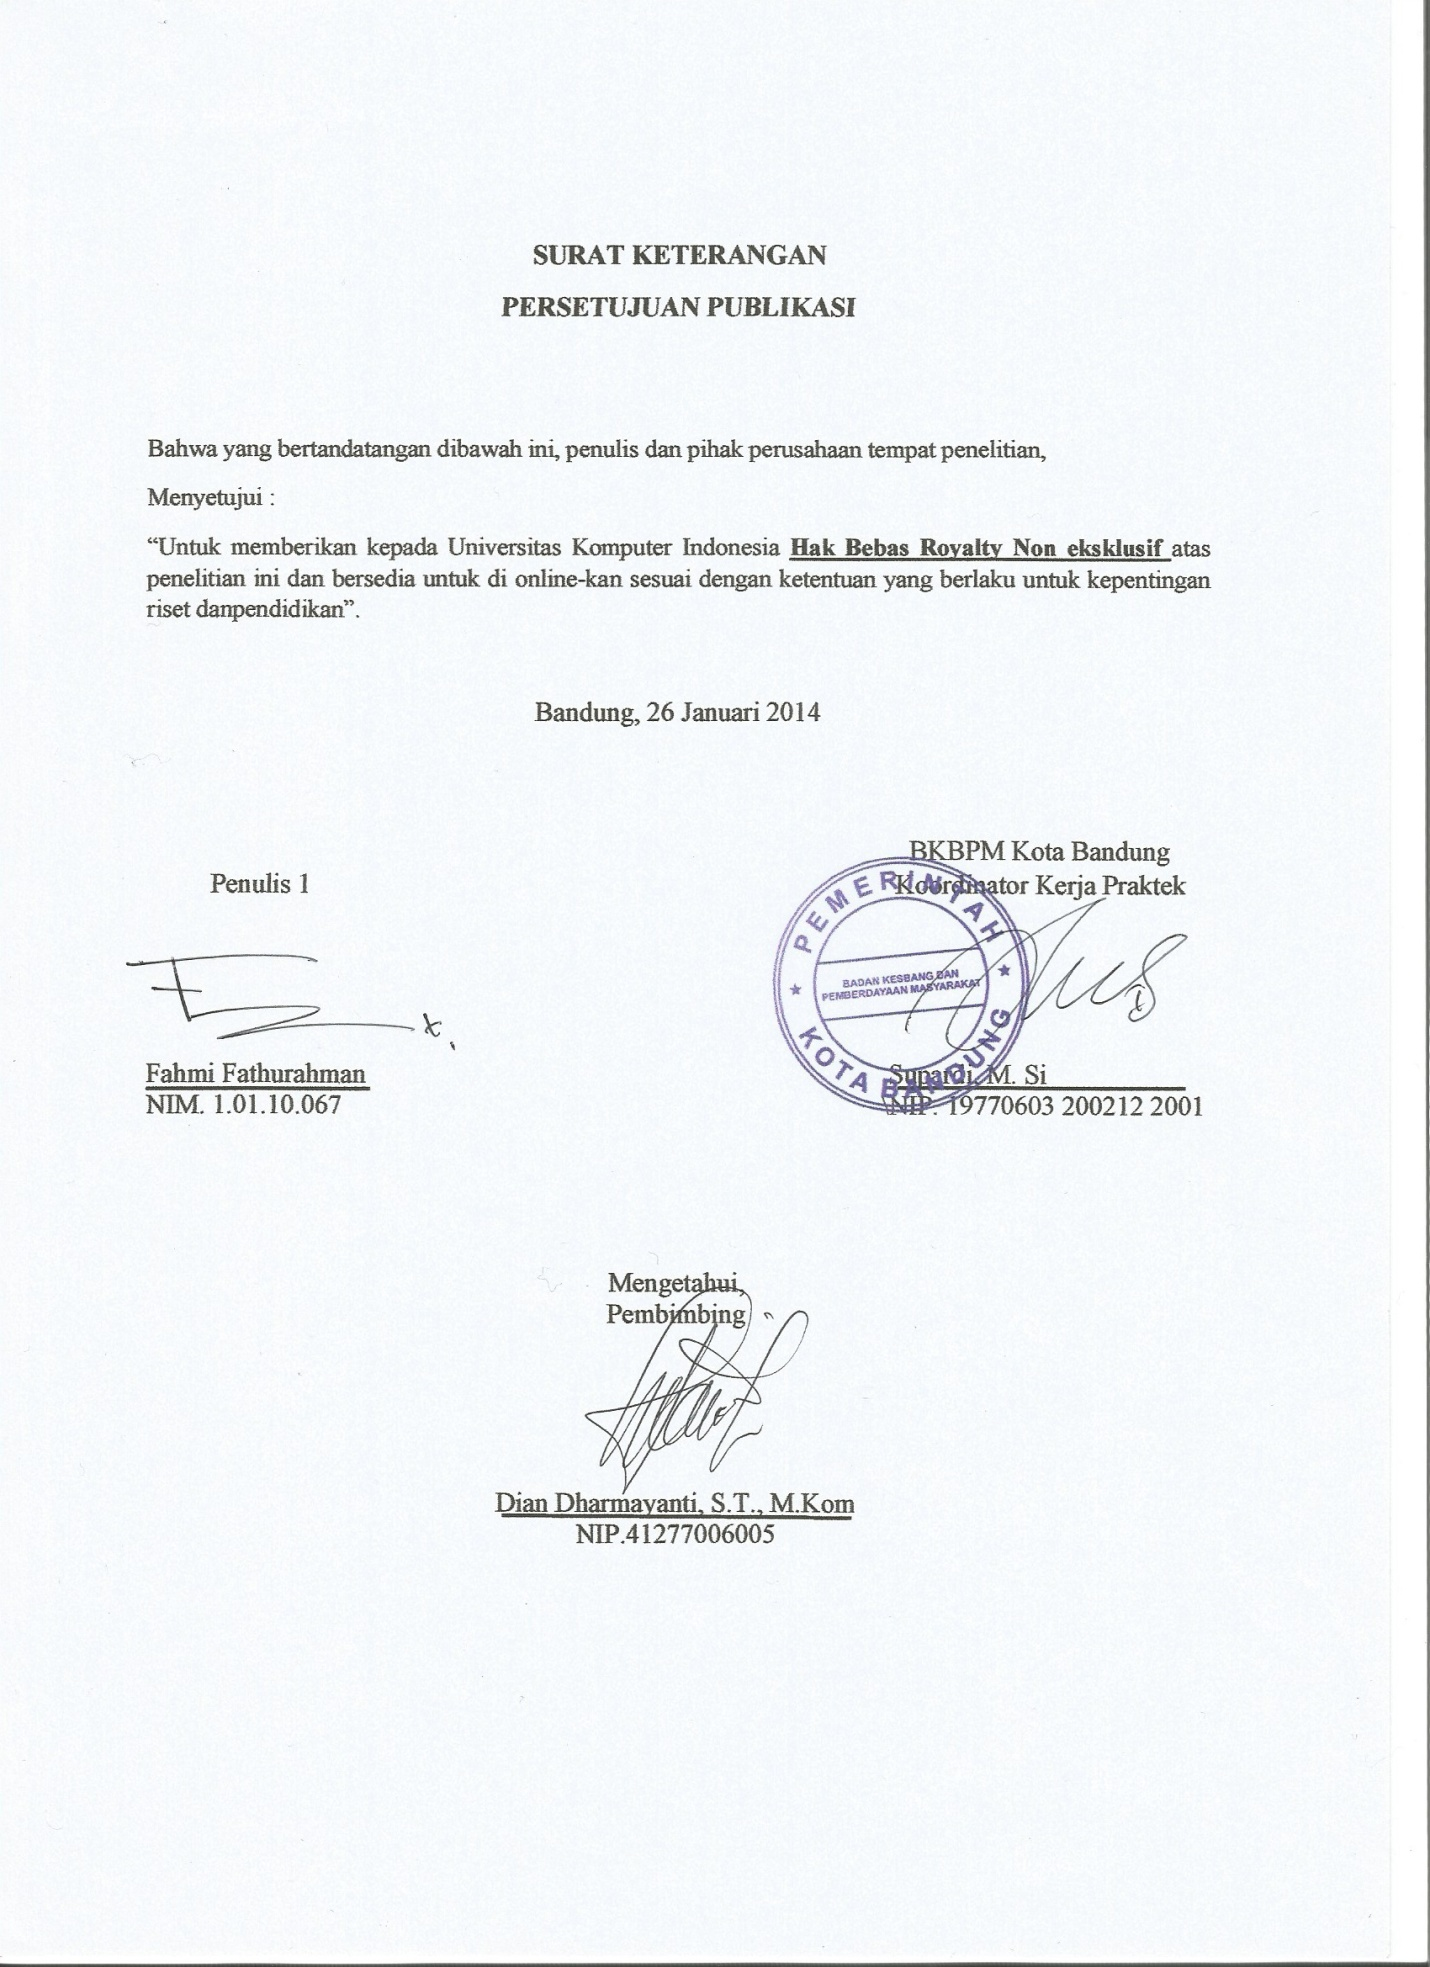 SURAT KETERANGAN
PERSETUJUAN PUBLIKASI
Bahwa yang bertandatangan dibawah ini, penulis dan pihak perusahaan tempat penelitian,
Menyetujui :
“Untuk memberikan kepada Universitas Komputer Indonesia Hak Bebas Royalty Non eksklusif atas
penelitian ini dan bersedia untuk di online-kan sesuai dengan ketentuan yang berlaku untuk kepentingan
riset danpendidikan”.
Bandung, 26 Januari 2014
Penulis 1
Fahmi Fathurahman
NIM. 1.01.10.067
BKBPM Kota Bandung
Koordinator Kerja Praktek
PEMERINTAH
BADAN KESBANG DAN
PEMBERDAYAAN MASYARAKAT
KOTA BANDUNG
Supardi, M. Si
NIP. 19770603 200212 2001
Mengetahui,
Pembimbing
Dian Dharmayanti, S.T., M.Kom
NIP.41277006005